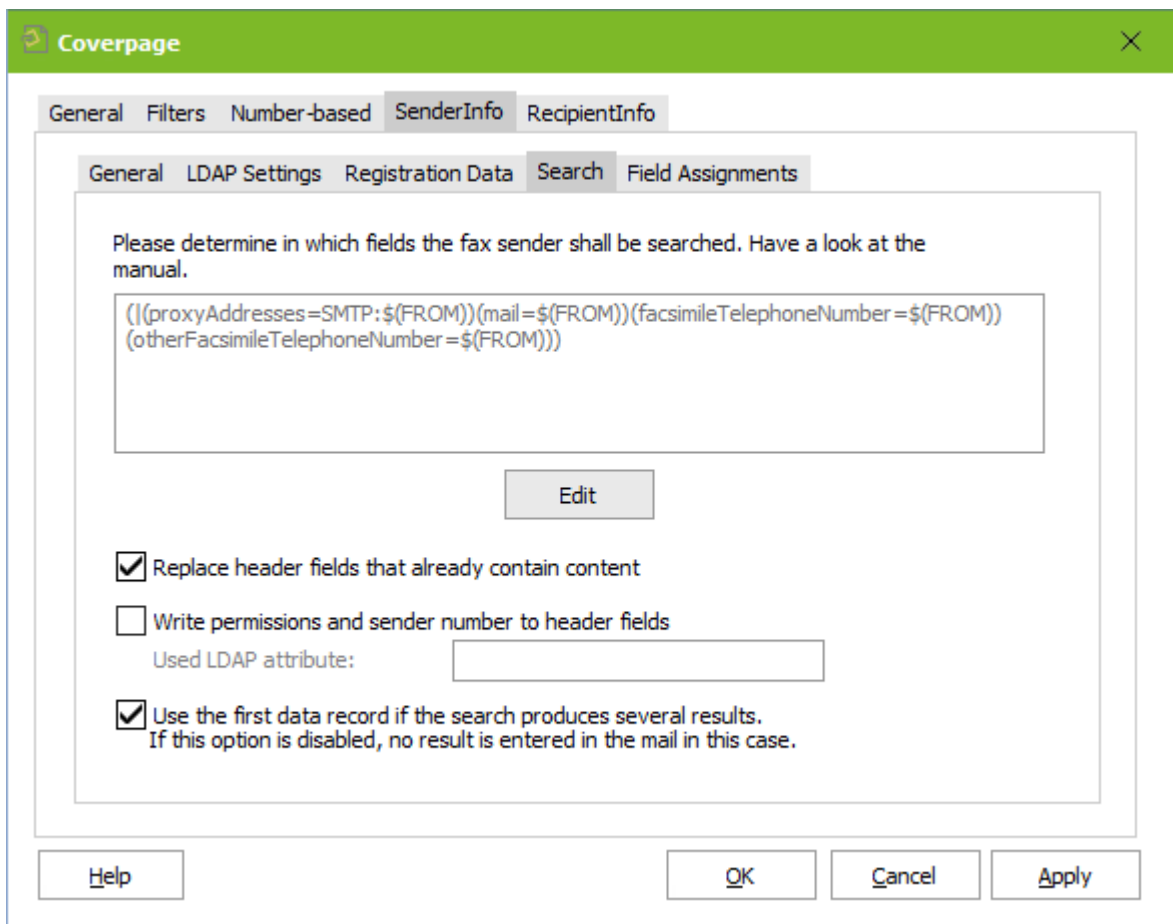 Coverpage
General Filters Number-based SenderInfo RecipientInfo
General LDAP Settings Registration Data Search Field Assignments
Please determine in which fields the fax sender shall be searched. Have a look at the
manual.
(|(proxyAddresses=SMTP:$(FROM))(mail=$(FROM))(facsimileTelephoneNumber=$(FROM))
(otherFacsimileTelephoneNumber=$(FROM)))
Edit
Replace header fields that already contain content
Write permissions and sender number to header fields
Used LDAP attribute:
Use the first data record if the search produces several results.
If this option is disabled, no result is entered in the mail in this case.
Help OK Cancel Apply